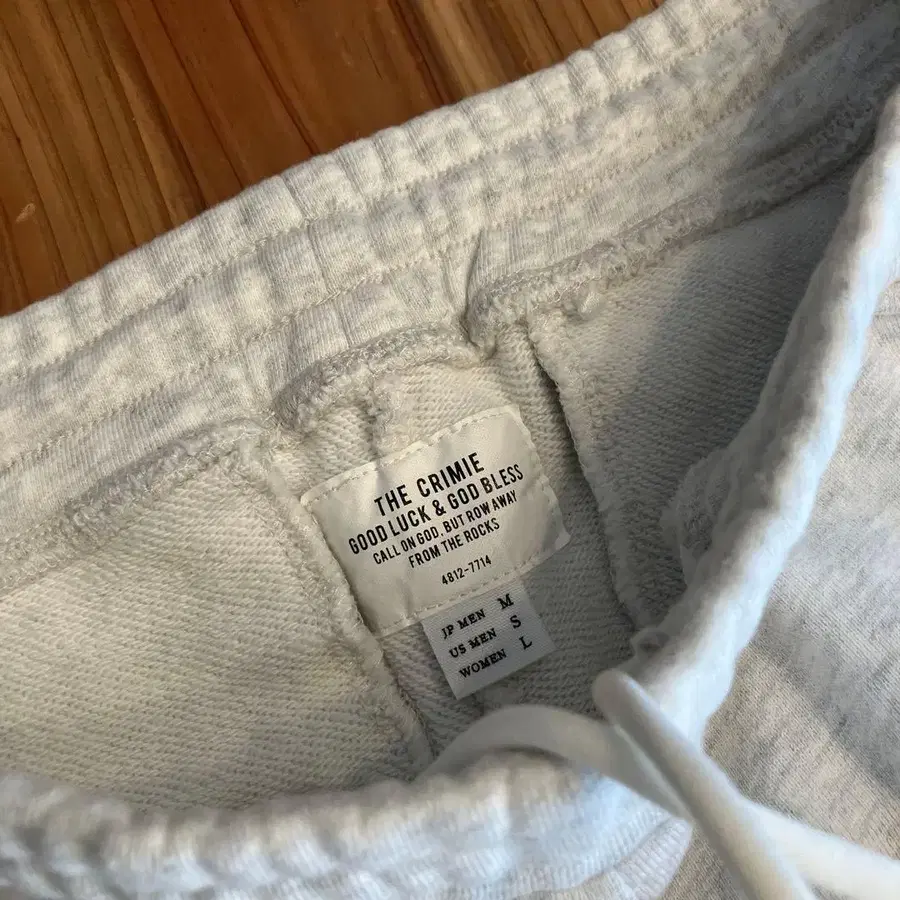 THE CRIMIE
GOOD LUCK & GOD BLESS
CALL ON GOD, BUT ROW AWAY
FROM THE ROCKS
4812-7714
JP MEN M
US MEN S
WOMEN L